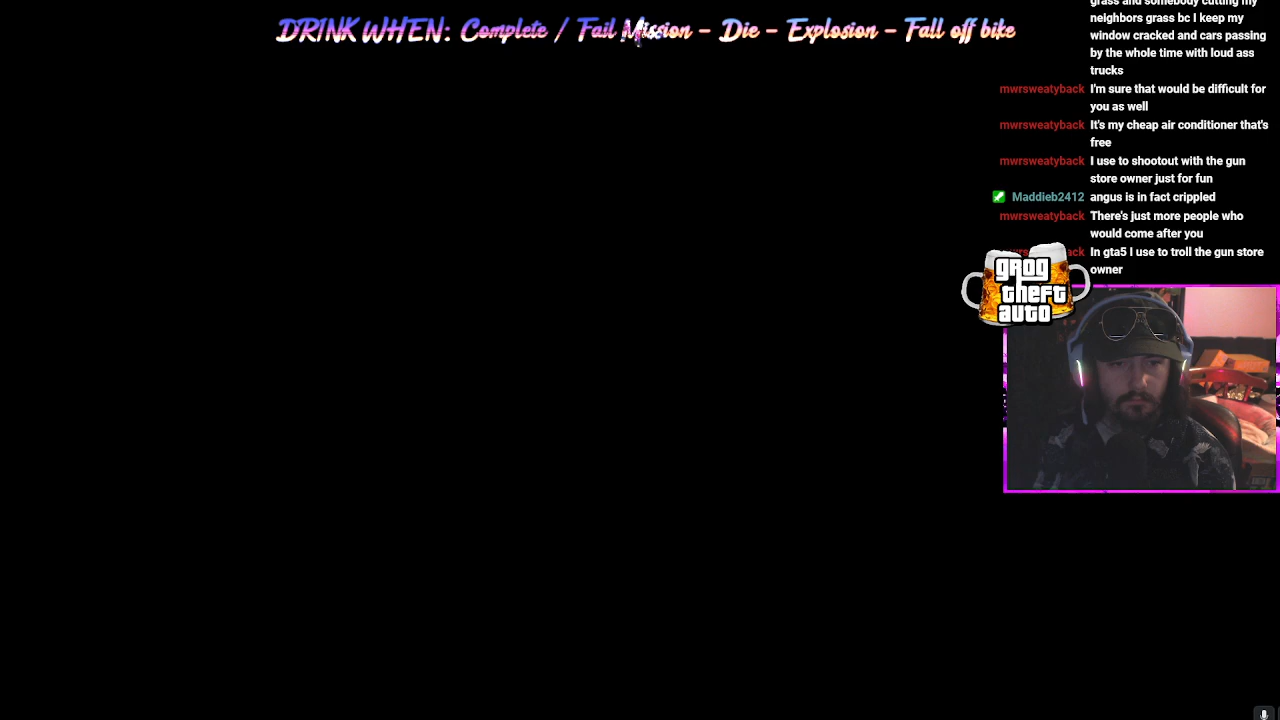 DRINK WHEN: Complete / Fail Mission - Die - Explosion - Fall off bike
grass and somebody cutting my
neighbors grass bc I keep my
window cracked and cars passing
by the whole time with loud ass
trucks
mwrsweatyback I'm sure that would be difficult for
you as well
mwrsweatyback It's my cheap air conditioner that's
free
mwrsweatyback I use to shootout with the gun
store owner just for fun
Maddieb2412 angus is in fact crippled
mwrsweatyback There's just more people who
would come after you
In gta5 I use to troll the gun store
owner
grog
theft
auto